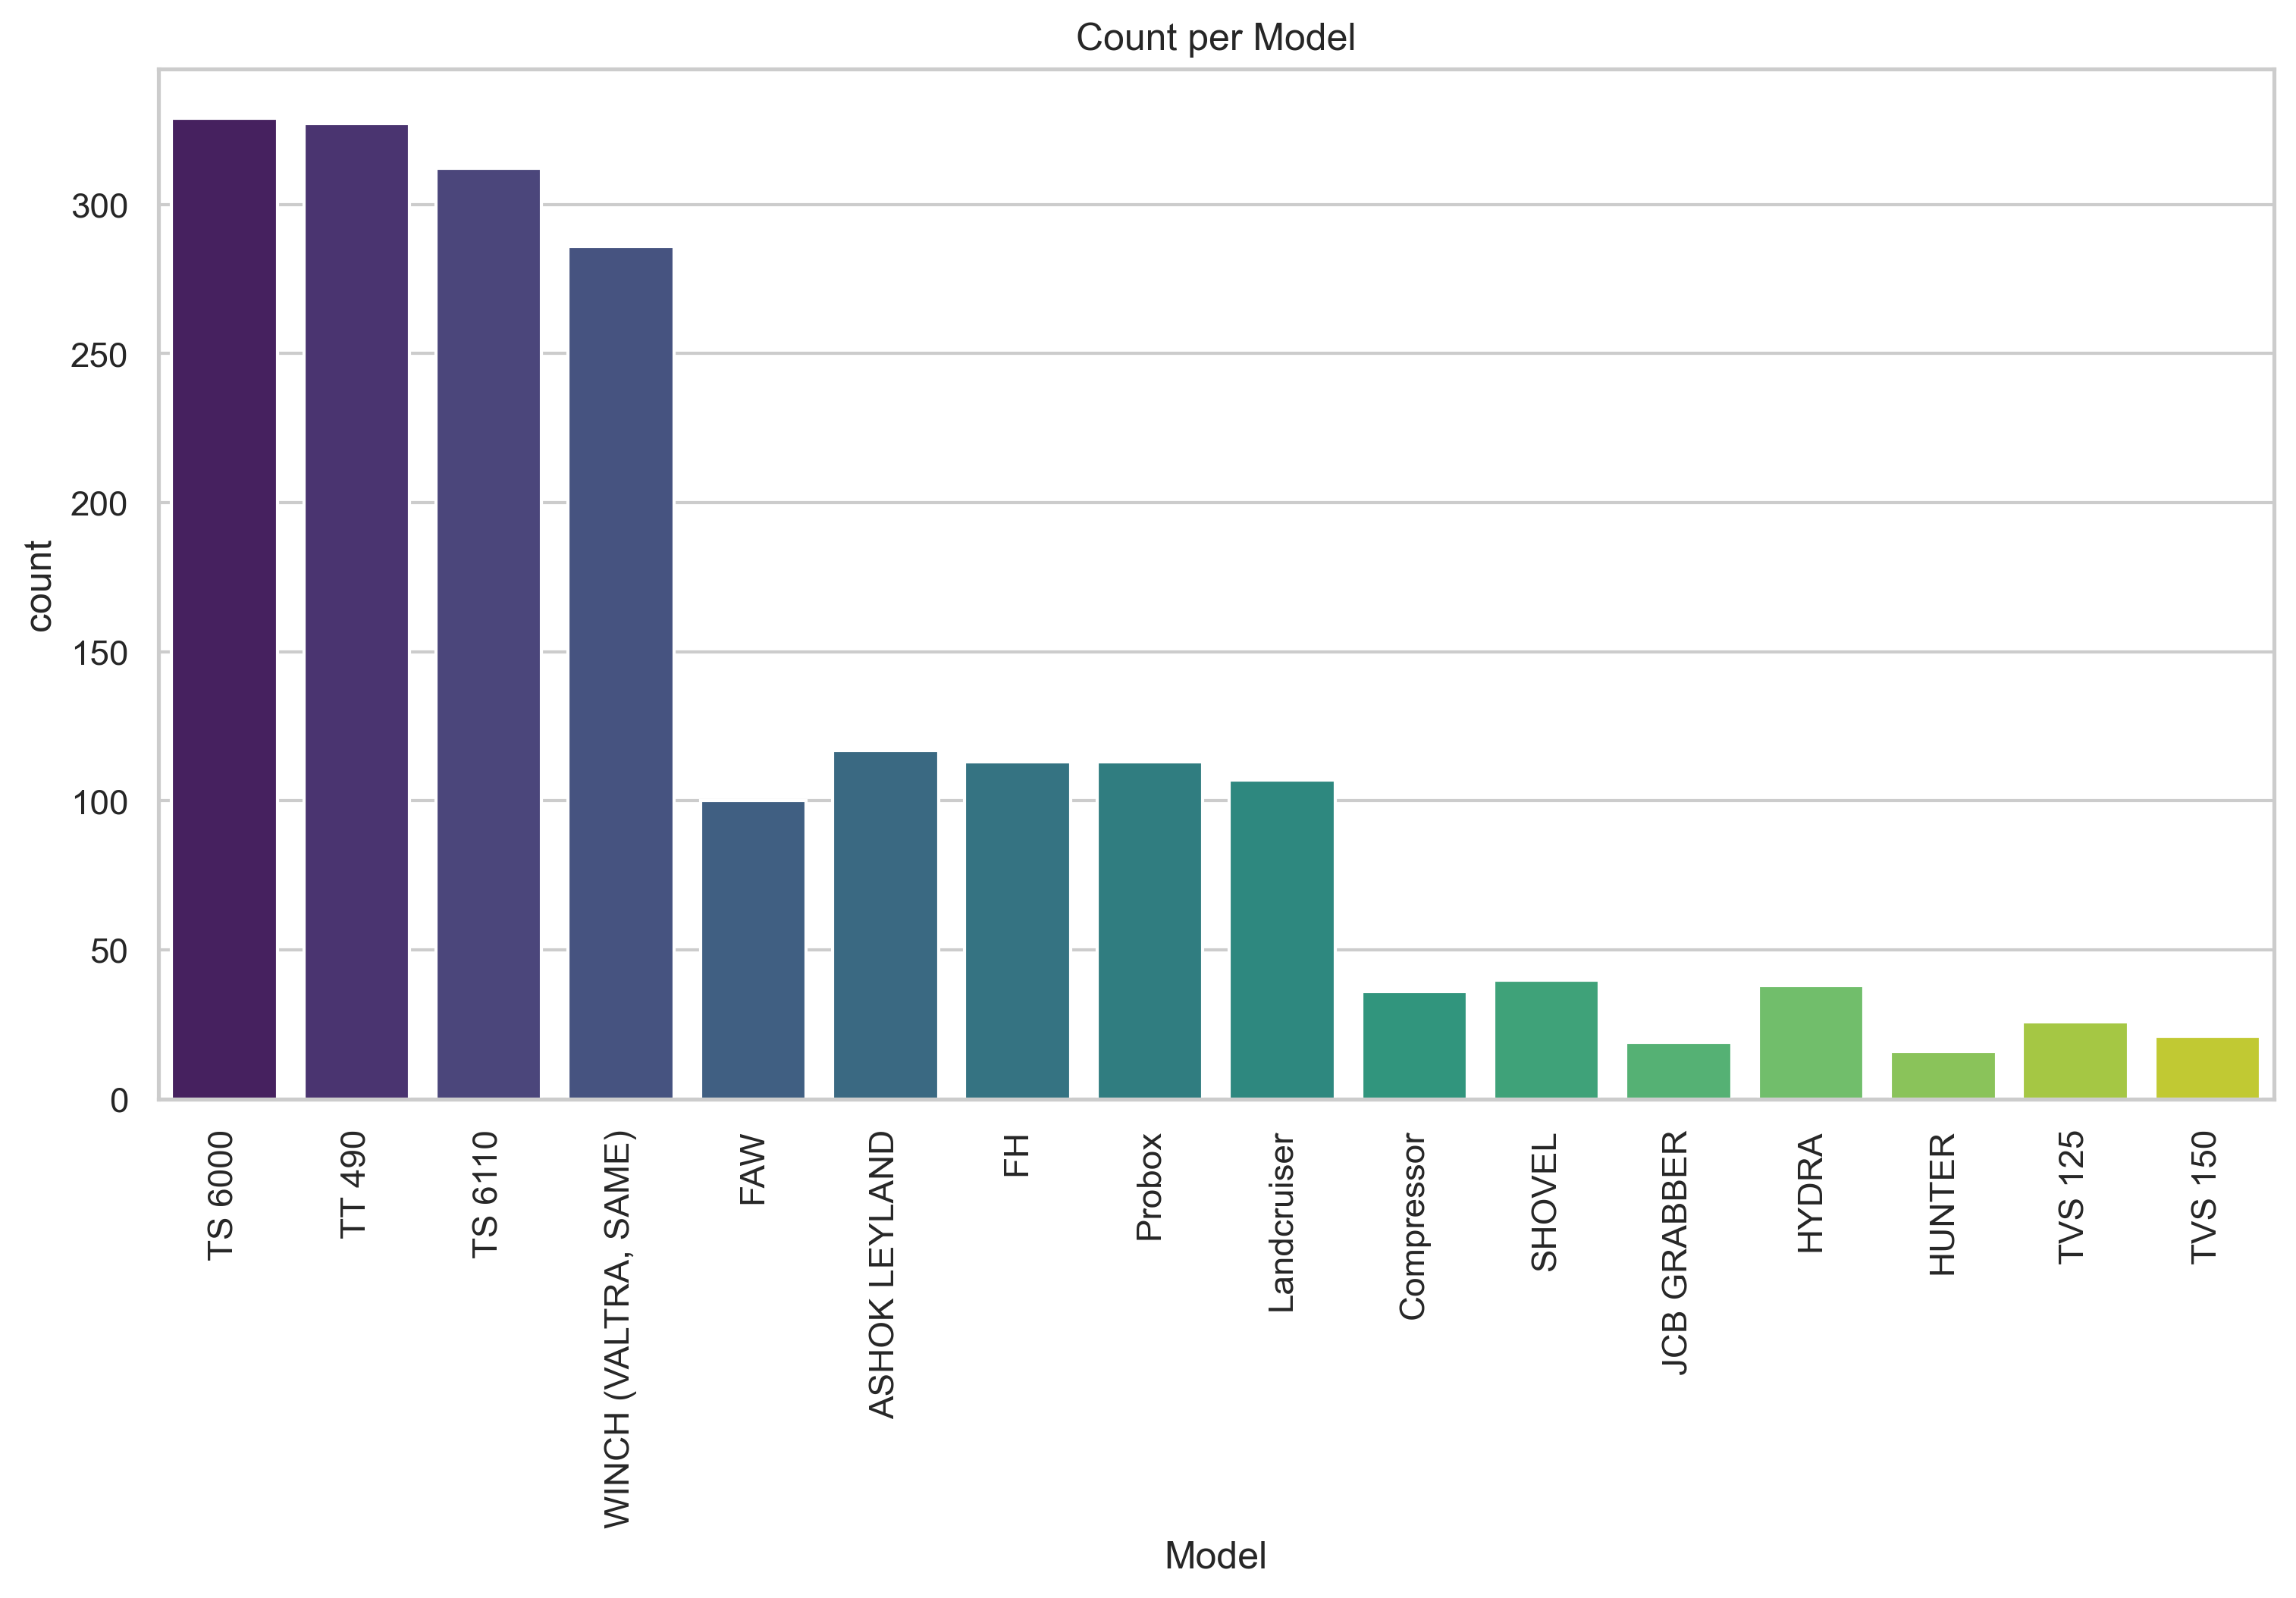 Count per Model
count
300
250
200
150
100
50
0
TS 6000
TT 490
TS 6110
WINCH (VALTRA, SAME)
FAW
ASHOK LEYLAND
FH
Probox
Landcruiser
Compressor
SHOVEL
JCB GRABBER
HYDRA
HUNTER
TVS 125
TVS 150
Model